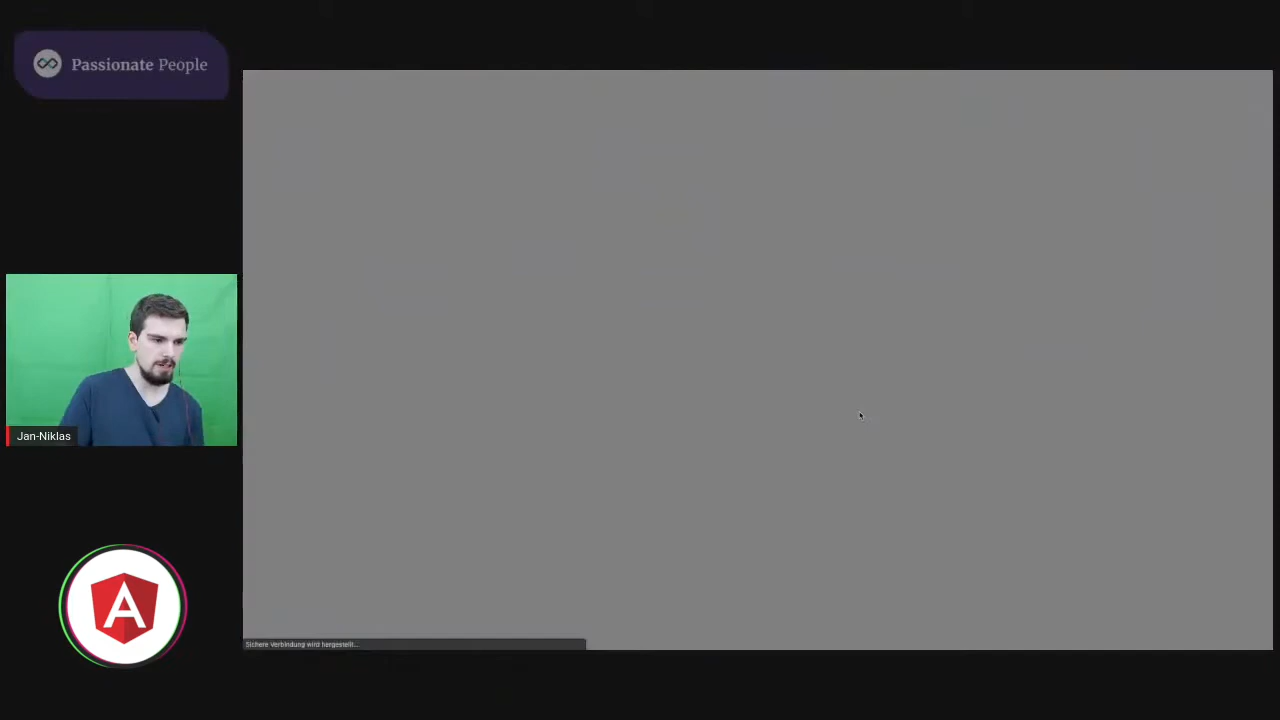 Passionate People
Jan-Niklas
Sichere Verbindung wird hergestellt...